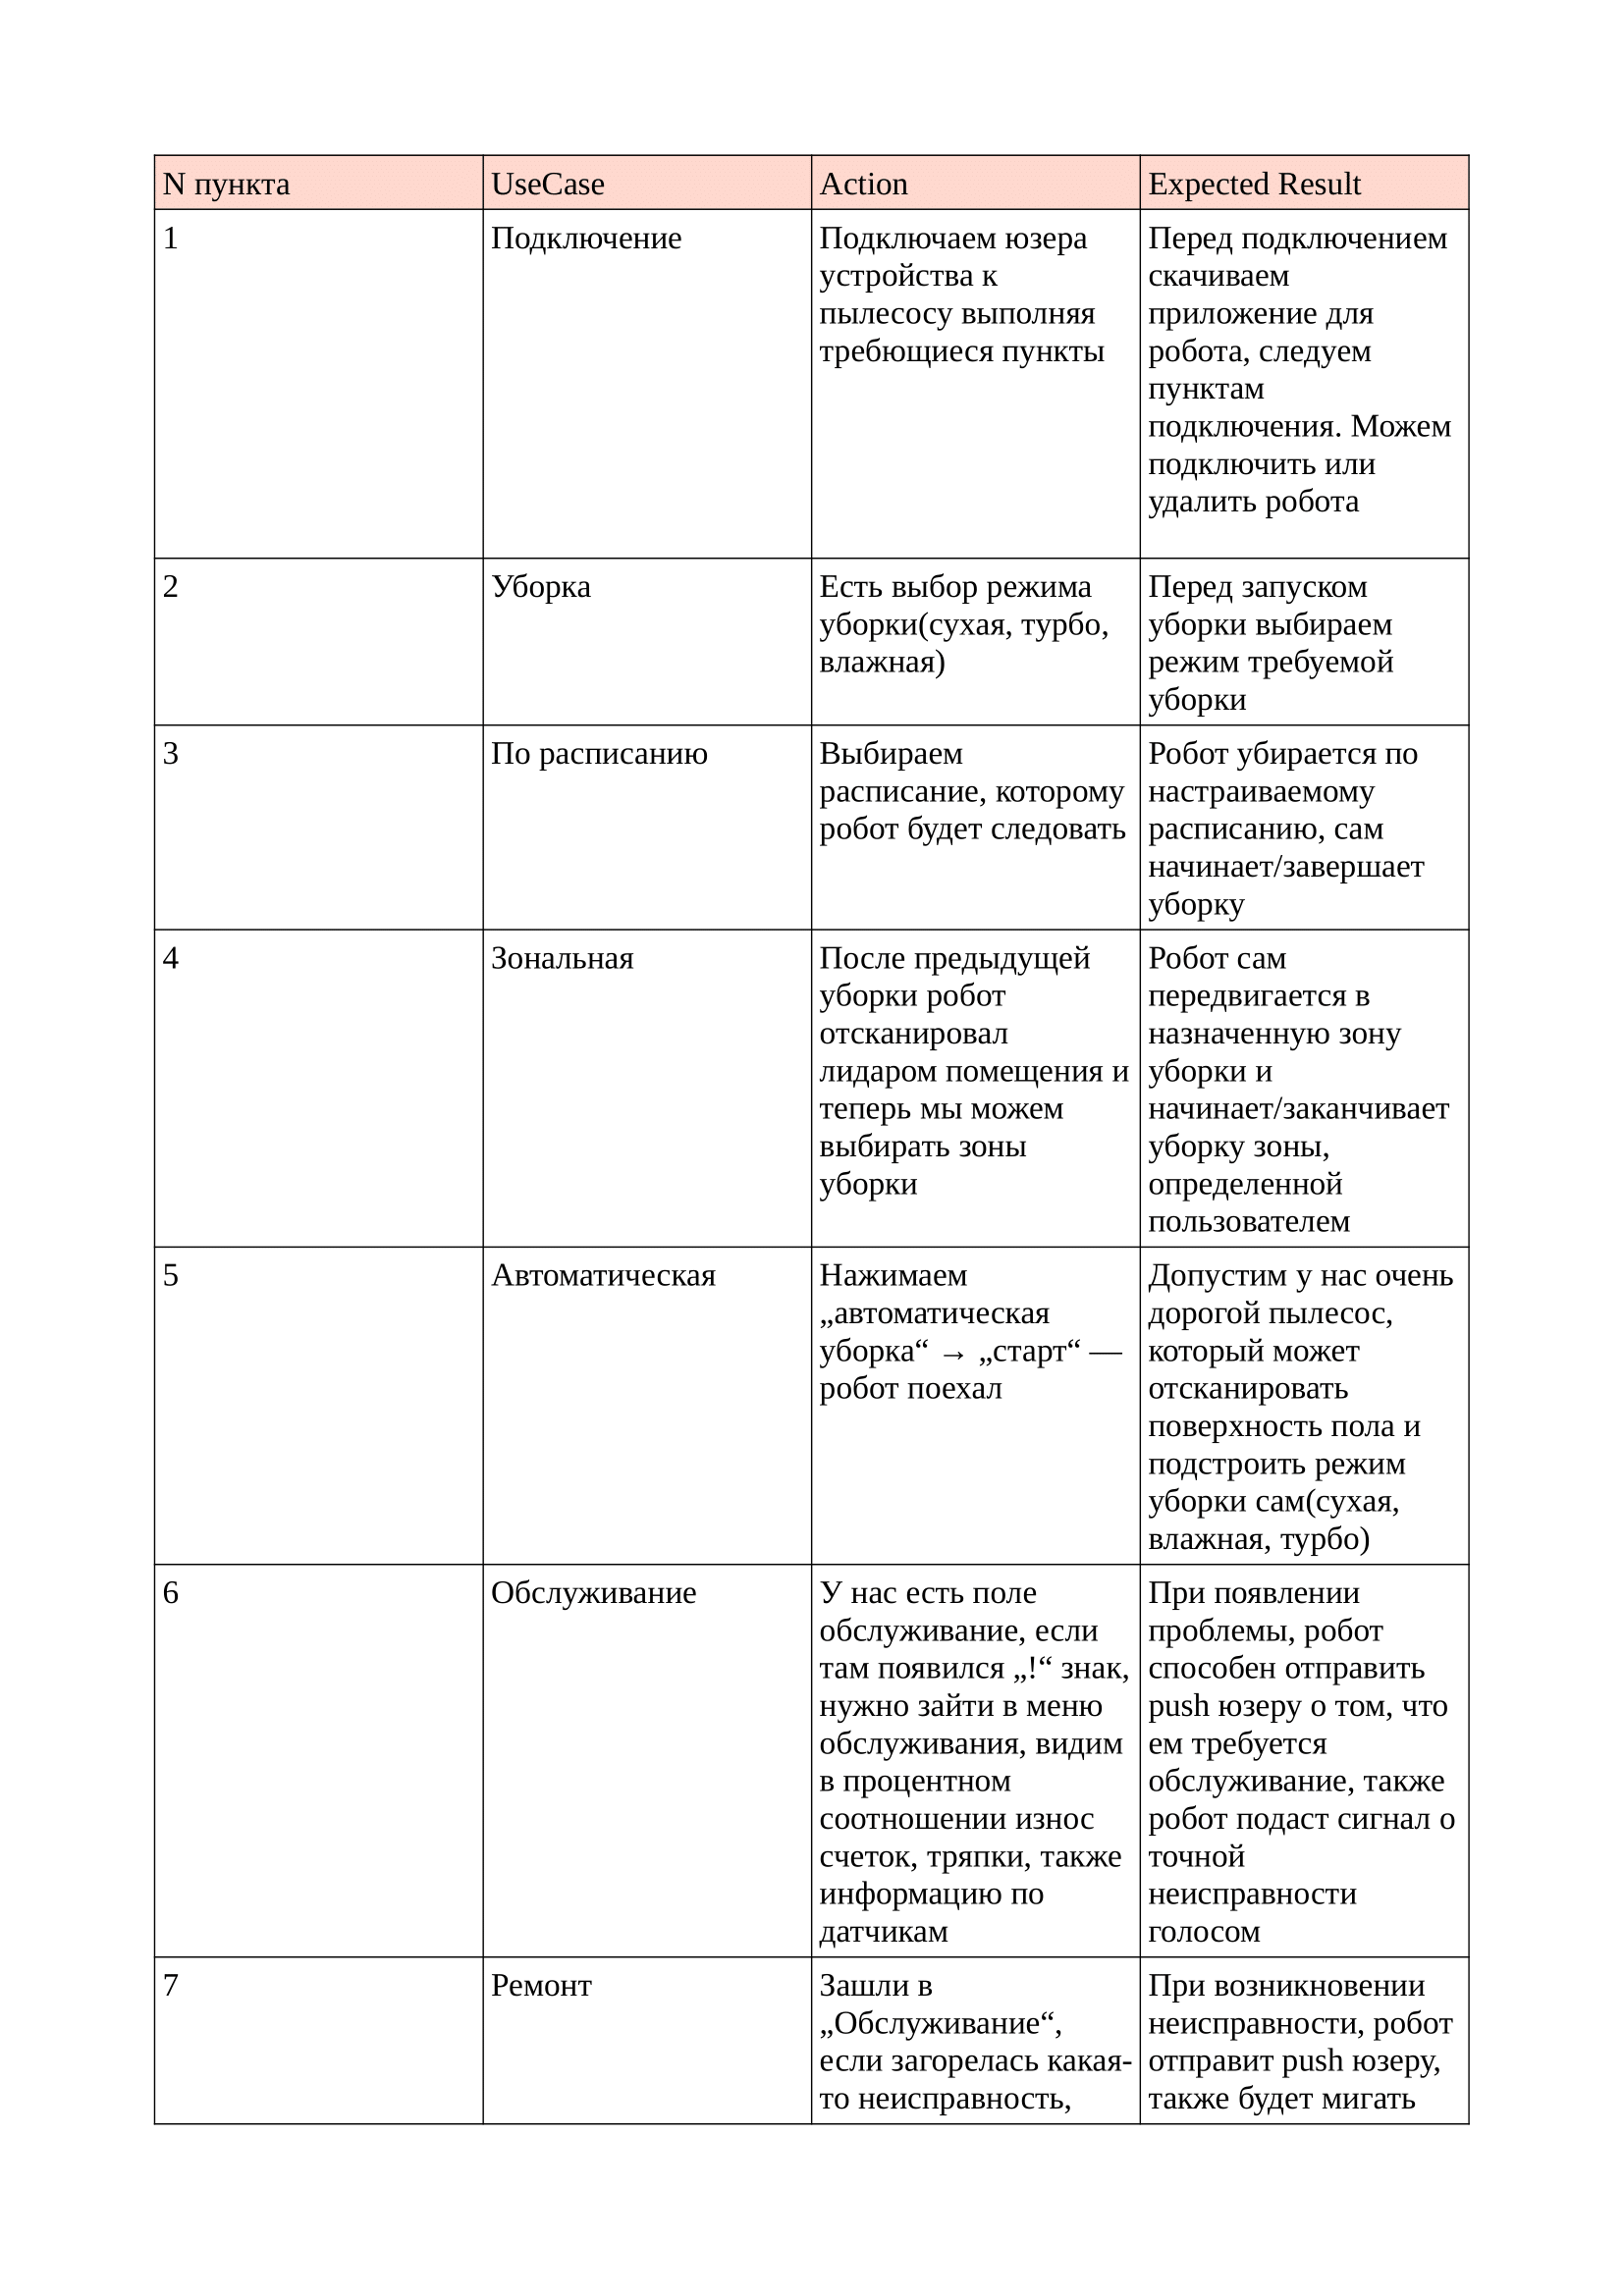 N пункта
UseCase
Action
Expected Result
1
Подключение
Подключаем юзера
устройства к
пылесосу выполняя
требющиеся пункты
Перед подключением
скачиваем
приложение для
робота, следуем
пунктам
подключения. Можем
подключить или
удалить робота
2
Уборка
Есть выбор режима
уборки(сухая, турбо,
влажная)
Перед запуском
уборки выбираем
режим требуемой
уборки
3
По расписанию
Выбираем
расписание, которому
робот будет следовать
Робот убирается по
настраиваемому
расписанию, сам
начинает/завершает
уборку
4
Зональная
После предыдущей
уборки робот
отсканировал
лидаром помещения и
теперь мы можем
выбирать зоны
уборки
Робот сам
передвигается в
назначенную зону
уборки и
начинает/заканчивает
уборку зоны,
определенной
пользователем
5
Автоматическая
Нажимаем
„автоматическая
уборка“ → „старт“ —
робот поехал
Допустим у нас очень
дорогой пылесос,
который может
отсканировать
поверхность пола и
подстроить режим
уборки сам(сухая,
влажная, турбо)
6
Обслуживание
У нас есть поле
обслуживание, если
там появился „!“ знак,
нужно зайти в меню
обслуживания, видим
в процентном
соотношении износ
счеток, тряпки, также
информацию по
датчикам
При появлении
проблемы, робот
способен отправить
push юзеру о том, что
ем требуется
обслуживание, также
робот подаст сигнал о
точной
неисправности
голосом
7
Ремонт
Зашли в
„Обслуживание“,
если загорелась какая-
то неисправность,
При возникновении
неисправности, робот
отправит push юзеру,
также будет мигать